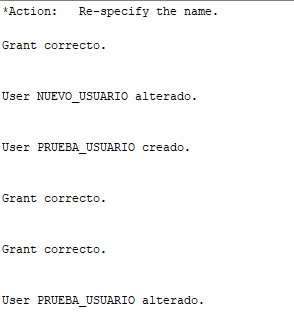 *Action:   Re-specify the name.
Grant correcto.
User NUEVO_USUARIO alterado.
User PRUEBA_USUARIO creado.
Grant correcto.
Grant correcto.
User PRUEBA_USUARIO alterado.